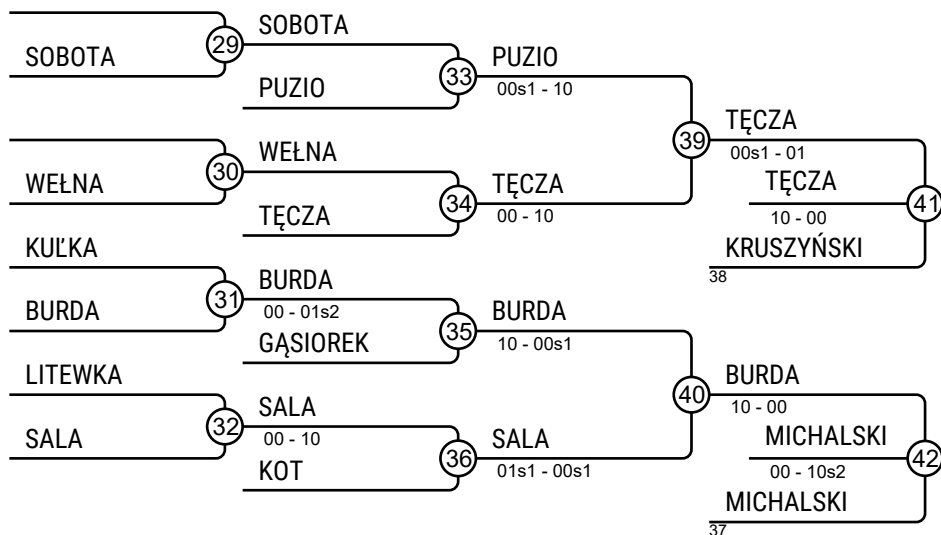 SOBOTA
29
SOBOTA
PUZIO
33
PUZIO
00s1 - 10
WEŁNA
30
WEŁNA
TĘCZA
34
TĘCZA
00 - 10
39
TĘCZA
00s1 - 01
TĘCZA
10 - 00
41
KRUSZYŃSKI
38
KUĽKA
BURDA
31
BURDA
00 - 01s2
GĄSIOREK
35
BURDA
10 - 00s1
LITEWKA
SALA
32
SALA
00 - 10
KOT
36
SALA
01s1 - 00s1
40
BURDA
10 - 00
MICHALSKI
00 - 10s2
42
MICHALSKI
37